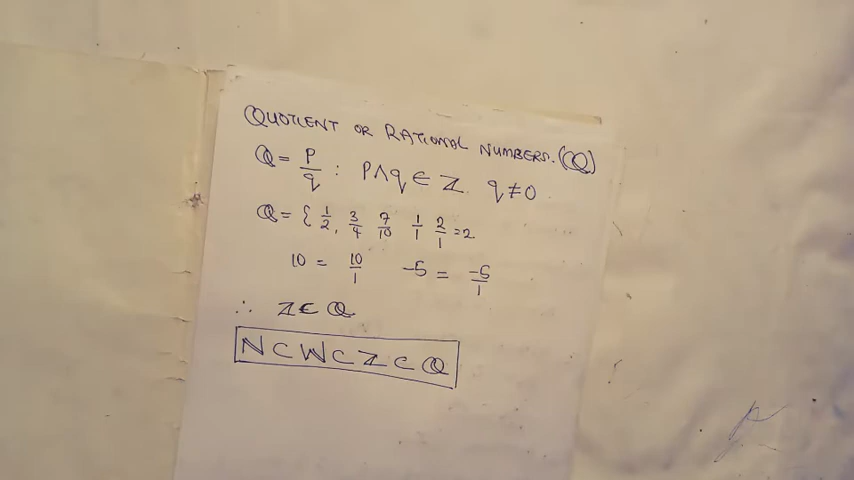 QUOTIENT OR RATIONAL NUMBERS. (ℚ)
ℚ = p/q : p∧q ∈ ℤ. q ≠ 0
ℚ = { 1/2, 3/4 7/10 1/1 2/1 = 2
10 = 10/1 -5 = -5/1
∴ ℤ ∈ ℚ
N ⊂ W ⊂ ℤ ⊂ ℚ